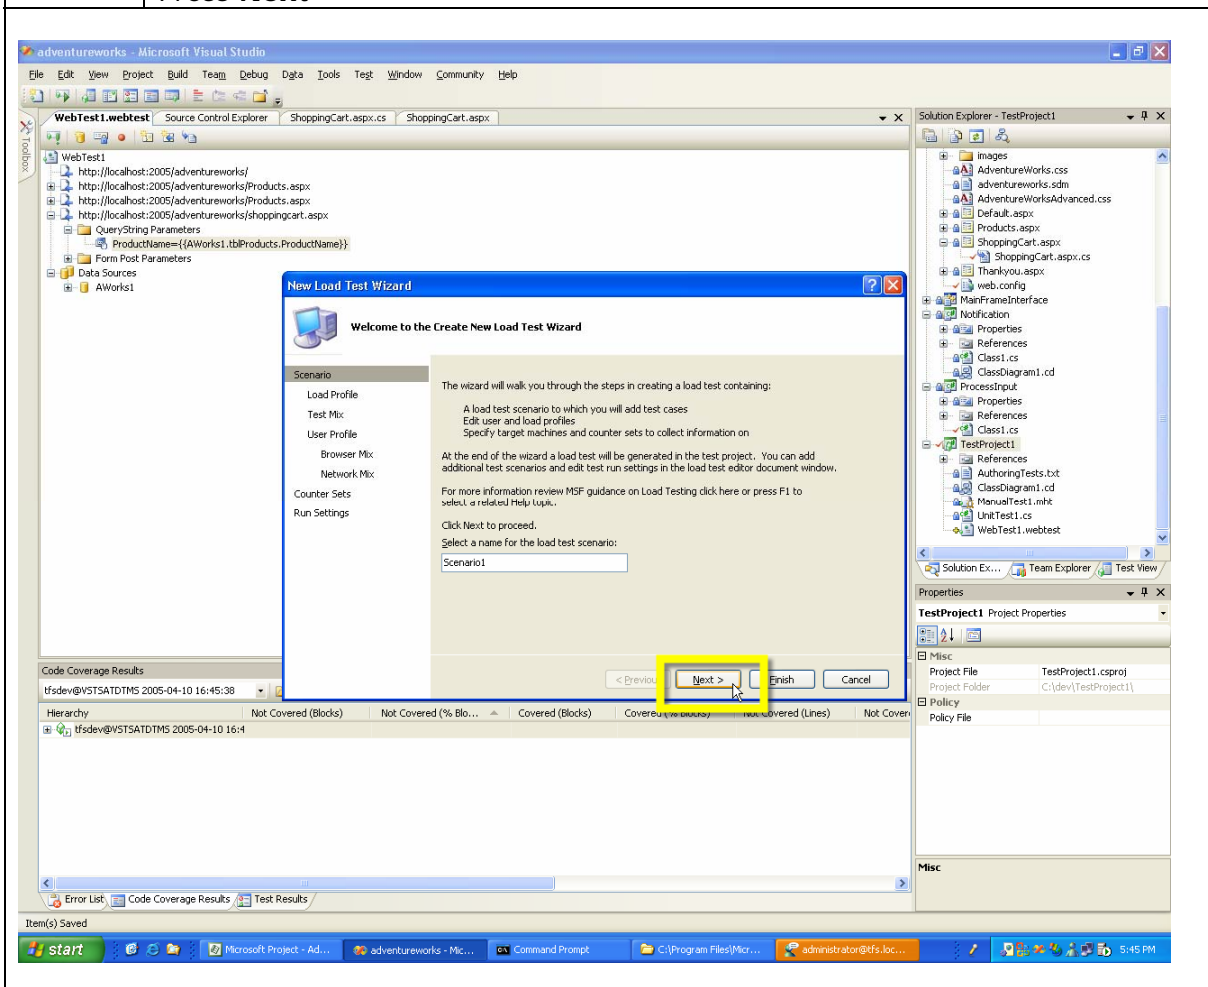 adventureworks - Microsoft Visual Studio
File Edit View Project Build Team Debug Data Tools Test Window Community Help
WebTest1.webtest Source Control Explorer ShoppingCart.aspx.cs ShoppingCart.aspx
Toolbox
WebTest1
http://localhost:2005/adventureworks/
http://localhost:2005/adventureworks/Products.aspx
http://localhost:2005/adventureworks/Products.aspx
http://localhost:2005/adventureworks/shoppingcart.aspx
QueryString Parameters
ProductName={{AWorks1.tblProducts.ProductName}}
Form Post Parameters
Data Sources
AWorks1
New Load Test Wizard
Welcome to the Create New Load Test Wizard
Scenario
Load Profile
Test Mix
User Profile
Browser Mix
Network Mix
Counter Sets
Run Settings
The wizard will walk you through the steps in creating a load test containing:
A load test scenario to which you will add test cases
Edit user and load profiles
Specify target machines and counter sets to collect information on
At the end of the wizard a load test will be generated in the test project. You can add
additional test scenarios and edit test run settings in the load test editor document window.
For more information review MSF guidance on Load Testing click here or press F1 to
select a related Help topic.
Click Next to proceed.
Select a name for the load test scenario:
Scenario1
< Previou Next > Finish Cancel
Solution Explorer - TestProject1
images
AdventureWorks.css
adventureworks.sdm
AdventureWorksAdvanced.css
Default.aspx
Products.aspx
ShoppingCart.aspx
ShoppingCart.aspx.cs
Thankyou.aspx
web.config
MainFrameInterface
Notification
Properties
References
Class1.cs
ClassDiagram1.cd
ProcessInput
Properties
References
Class1.cs
TestProject1
References
AuthoringTests.txt
ClassDiagram1.cd
ManualTest1.mht
UnitTest1.cs
WebTest1.webtest
Solution Ex... Team Explorer Test View
Properties
TestProject1 Project Properties
Misc
Project File TestProject1.csproj
Project Folder C:\dev\TestProject1\
Policy
Policy File
Misc
Code Coverage Results
tfsdev@VSTSATDTMS 2005-04-10 16:45:38
Hierarchy Not Covered (Blocks) Not Covered (% Blo... Covered (Blocks) Covered (% Blocks) Not Covered (Lines) Not Cover
tfsdev@VSTSATDTMS 2005-04-10 16:4
Error List Code Coverage Results Test Results
Item(s) Saved
start Microsoft Project - Ad... adventureworks - Mic... Command Prompt C:\Program Files\Micr... administrator@tfs.loc... 5:45 PM